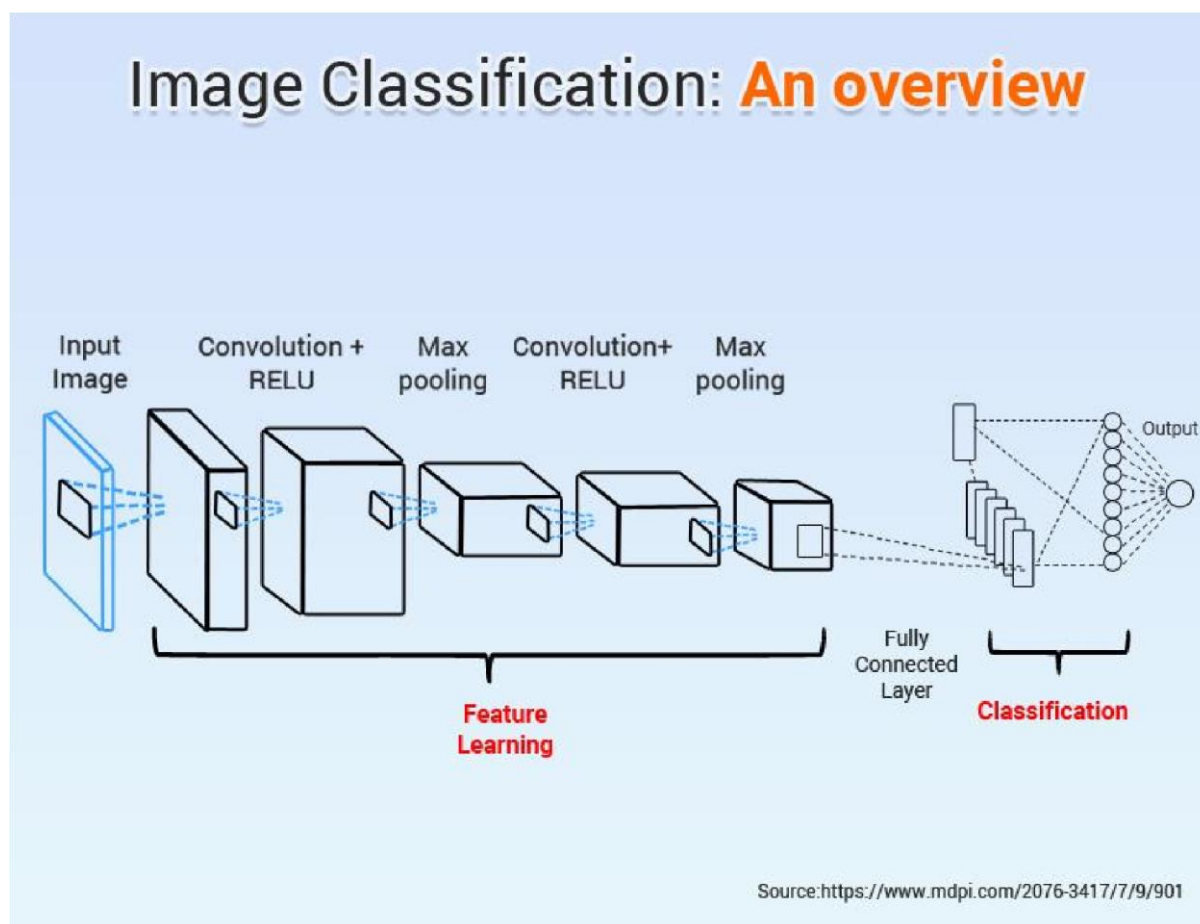 Image Classification: An overview
Input
Image
Convolution +
RELU
Max
pooling
Convolution+
RELU
Max
pooling
Output
Fully
Connected
Layer
Feature
Learning
Classification
Source:https://www.mdpi.com/2076-3417/7/9/901